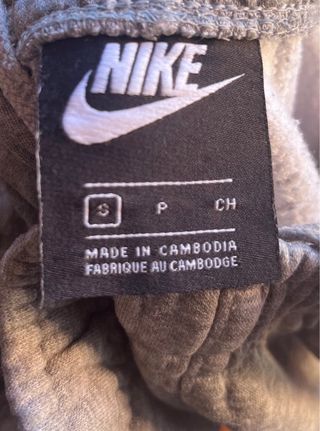 NIKE
S P CH
MADE IN CAMBODIA
FABRIQUE AU CAMBODGE